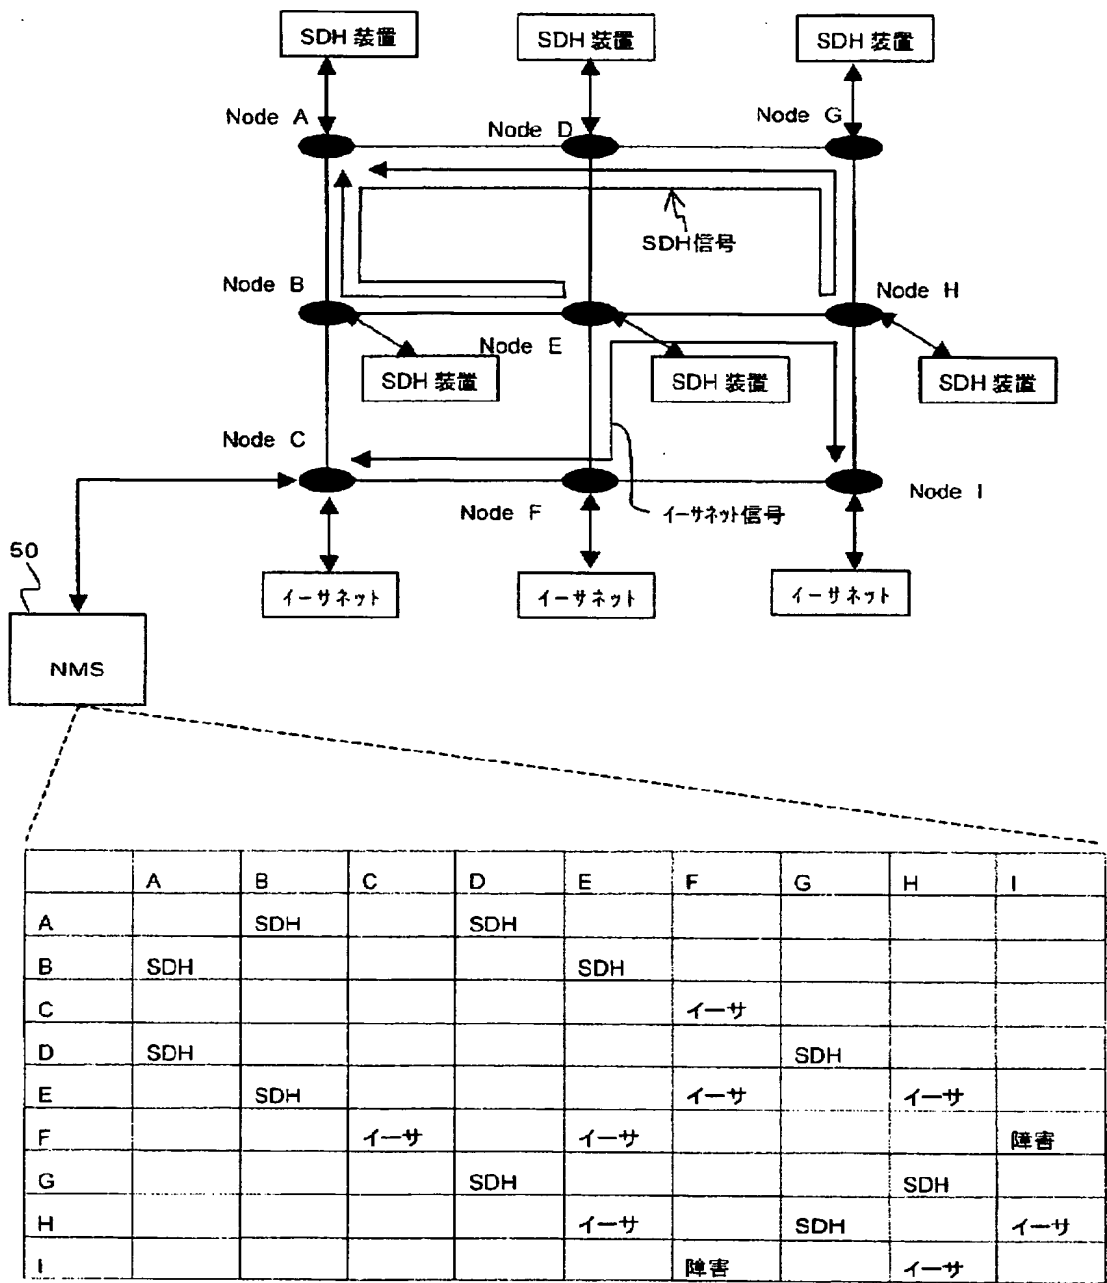 SDH 装置
SDH 装置
SDH 装置
Node A
Node D
Node G
SDH信号
Node B
Node H
Node E
SDH 装置
SDH 装置
SDH 装置
Node C
Node F
イーサネット信号
Node I
50
イーサネット
イーサネット
イーサネット
NMS
A B C D E F G H I
A SDH SDH
B SDH SDH
C イーサ
D SDH SDH
E SDH イーサ イーサ
F イーサ イーサ 障害
G SDH SDH
H イーサ SDH イーサ
I 障害 イーサ